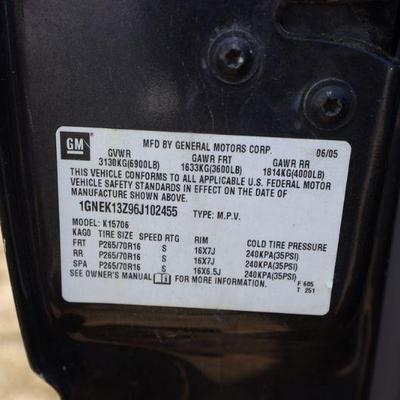 GM
MFD BY GENERAL MOTORS CORP. 06/05
GVWR GAWR FRT GAWR RR
3130KG(6900LB) 1633KG(3600LB) 1814KG(4000LB)
THIS VEHICLE CONFORMS TO ALL APPLICABLE U.S. FEDERAL MOTOR
VEHICLE SAFETY STANDARDS IN EFFECT ON THE DATE OF
MANUFACTURE SHOWN ABOVE.
1GNEK13Z96J102455 TYPE: M.P.V.
MODEL: K15706
KAGO TIRE SIZE SPEED RTG RIM COLD TIRE PRESSURE
FRT P265/70R16 S 16X7J 240KPA(35PSI)
RR P265/70R16 S 16X7J 240KPA(35PSI)
SPA P265/70R16 S 16X6.5J 240KPA(35PSI)
SEE OWNER'S MANUAL FOR MORE INFORMATION. F 605
T 251